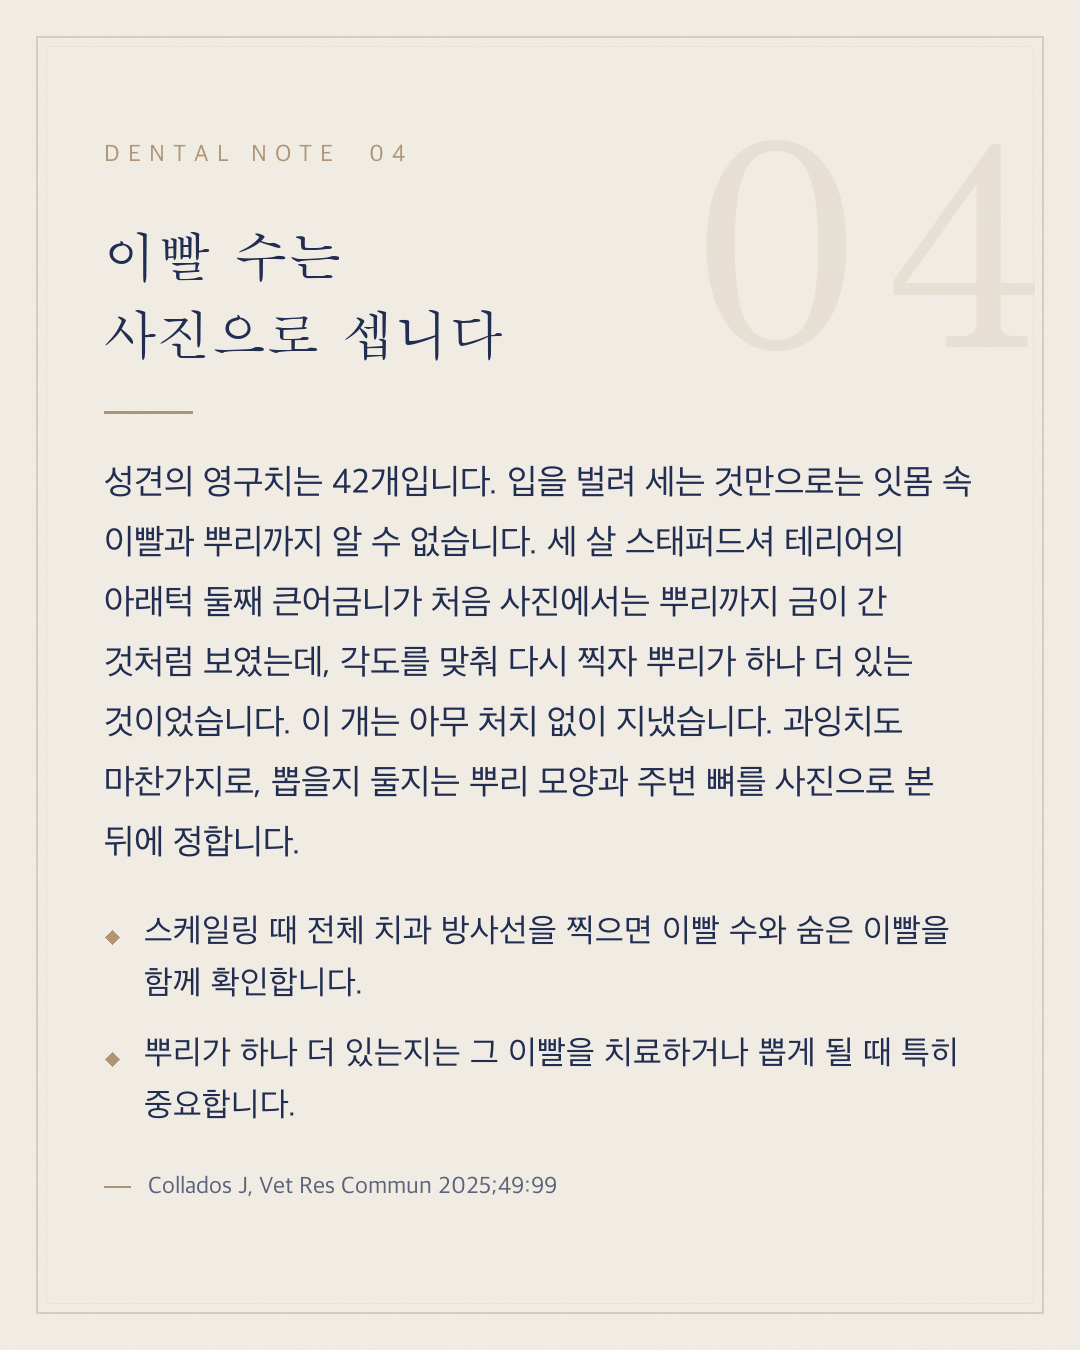 DENTAL NOTE 04
04
이빨 수는
사진으로 셉니다
성견의 영구치는 42개입니다. 입을 벌려 세는 것만으로는 잇몸 속
이빨과 뿌리까지 알 수 없습니다. 세 살 스태퍼드셔 테리어의
아래턱 둘째 큰어금니가 처음 사진에서는 뿌리까지 금이 간
것처럼 보였는데, 각도를 맞춰 다시 찍자 뿌리가 하나 더 있는
것이었습니다. 이 개는 아무 처치 없이 지냈습니다. 과잉치도
마찬가지로, 뽑을지 둘지는 뿌리 모양과 주변 뼈를 사진으로 본
뒤에 정합니다.
◆ 스케일링 때 전체 치과 방사선을 찍으면 이빨 수와 숨은 이빨을
함께 확인합니다.
◆ 뿌리가 하나 더 있는지는 그 이빨을 치료하거나 뽑게 될 때 특히
중요합니다.
— Collados J, Vet Res Commun 2025;49:99